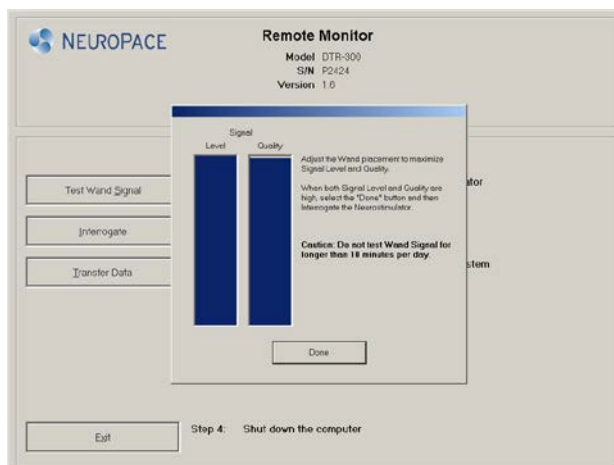 NEUROPACE
Remote Monitor
Model DTR-300
S/N P2424
Version 1.6
Signal
Level Quality
Adjust the Wand placement to maximize
Signal Level and Quality.
When both Signal Level and Quality are
high, select the "Done" button and then
Interrogate the Neurostimulator.
Caution: Do not test Wand Signal for
longer than 10 minutes per day.
Done
Test Wand Signal
Interrogate
Transfer Data
Exit
Step 4: Shut down the computer